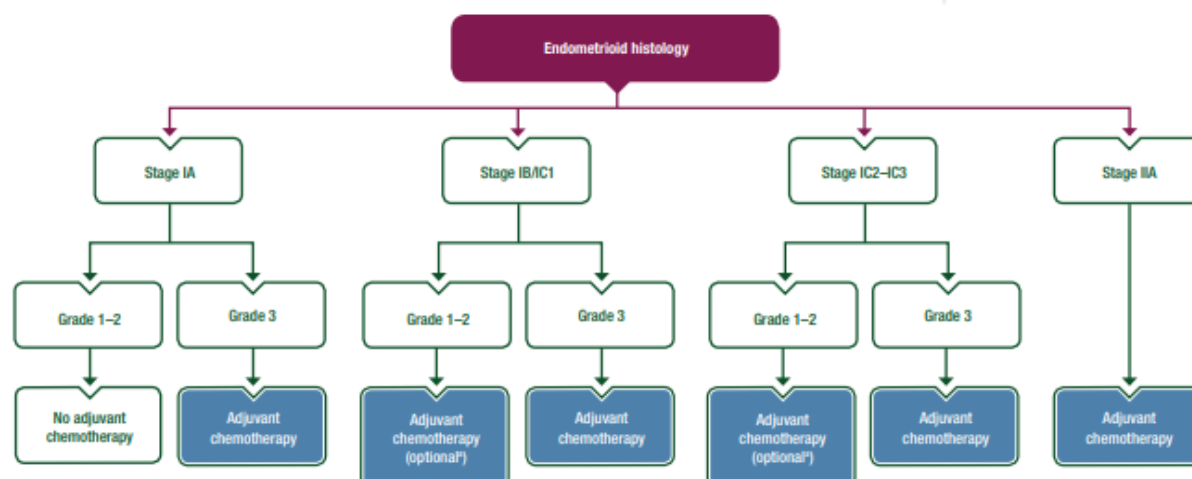 Endometrioid histology
Stage IA
Stage IB/IC1
Stage IC2–IC3
Stage IIA
Grade 1–2
Grade 3
Grade 1–2
Grade 3
Grade 1–2
Grade 3
No adjuvant
chemotherapy
Adjuvant
chemotherapy
Adjuvant
chemotherapy
(optionalª)
Adjuvant
chemotherapy
Adjuvant
chemotherapy
(optionalª)
Adjuvant
chemotherapy
Adjuvant
chemotherapy